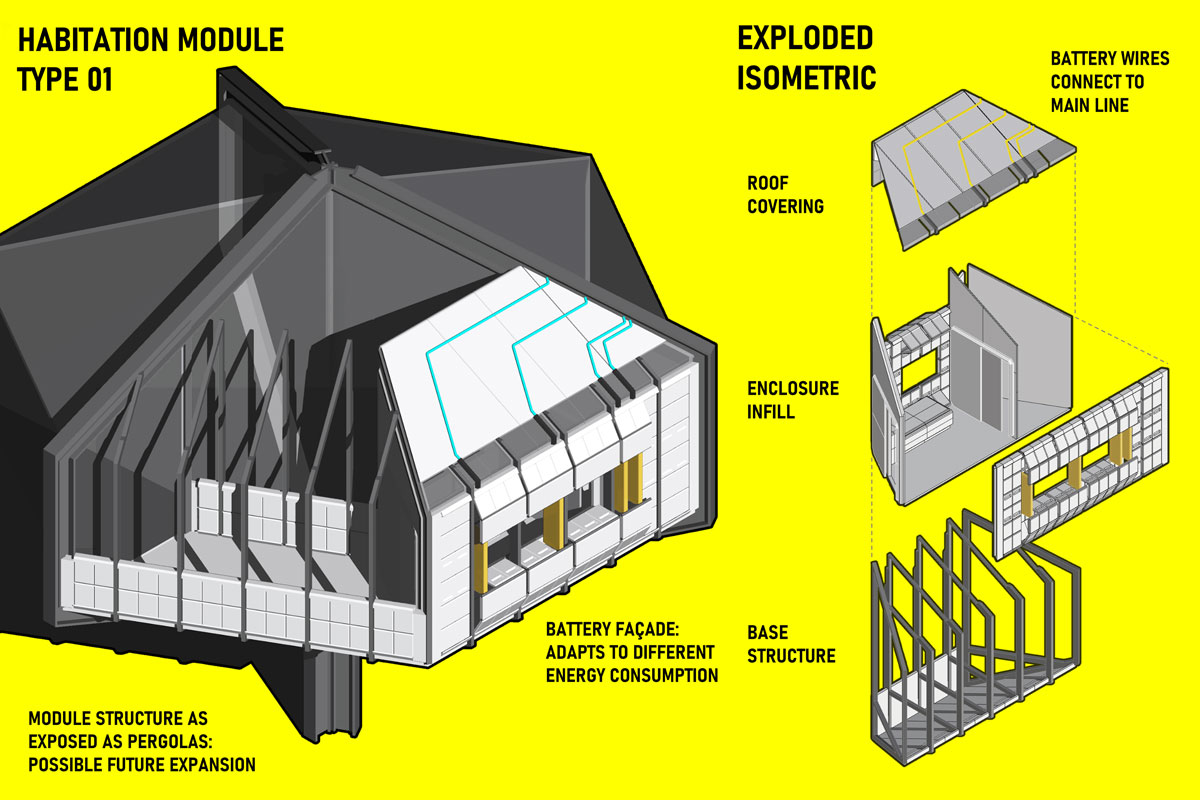 HABITATION MODULE
TYPE 01
EXPLODED
ISOMETRIC
BATTERY WIRES
CONNECT TO
MAIN LINE
ROOF
COVERING
ENCLOSURE
INFILL
BATTERY FAÇADE:
ADAPTS TO DIFFERENT
ENERGY CONSUMPTION
BASE
STRUCTURE
MODULE STRUCTURE AS
EXPOSED AS PERGOLAS:
POSSIBLE FUTURE EXPANSION